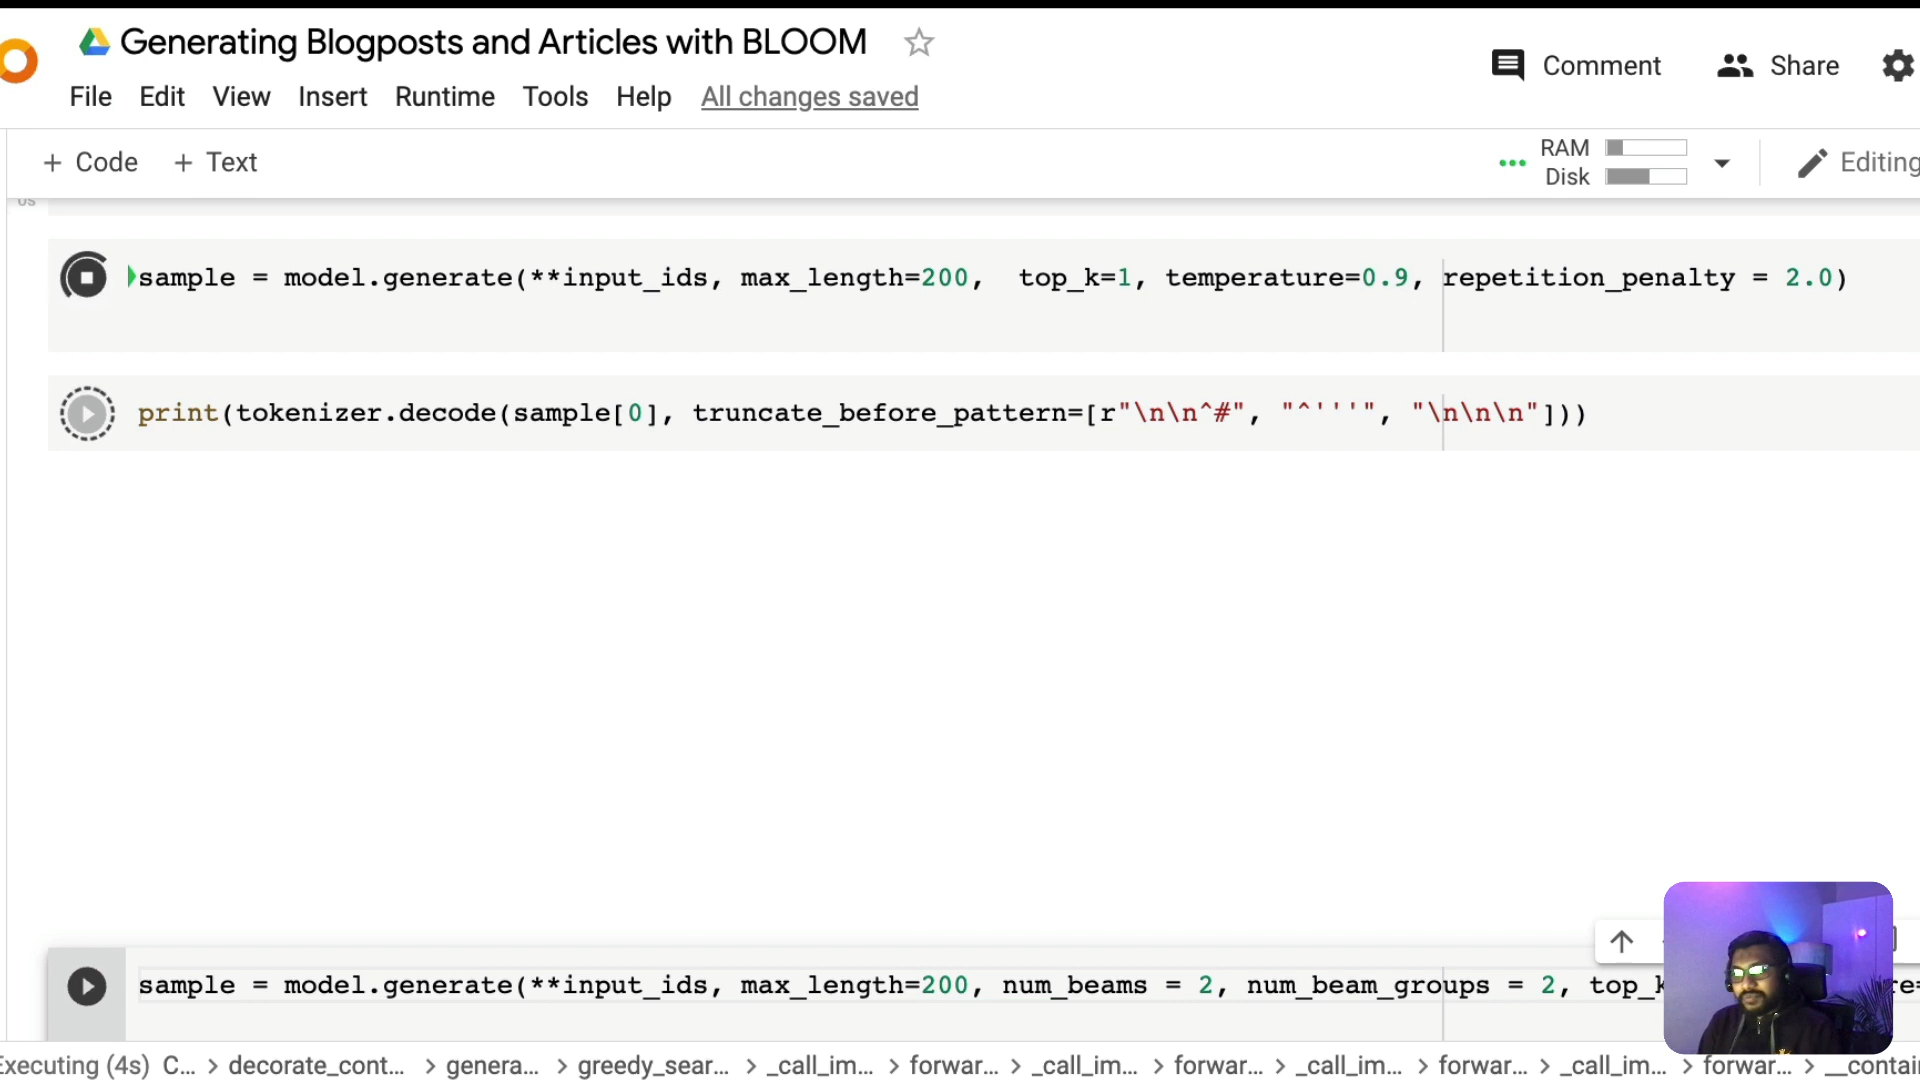 Generating Blogposts and Articles with BLOOM
Comment
Share
File Edit View Insert Runtime Tools Help All changes saved
+ Code + Text
RAM
Disk
Editing
0s
sample = model.generate(**input_ids, max_length=200,  top_k=1, temperature=0.9, repetition_penalty = 2.0)
print(tokenizer.decode(sample[0], truncate_before_pattern=[r"\n\n^#", "^'''", "\n\n\n"]))
sample = model.generate(**input_ids, max_length=200, num_beams = 2, num_beam_groups = 2, top_k
re=
Executing (4s) C... > decorate_cont... > genera... > greedy_sear... > _call_im... > forwar... > _call_im... > forwar... > _call_im... > forwar... > _call_im... > forwar... > __contai